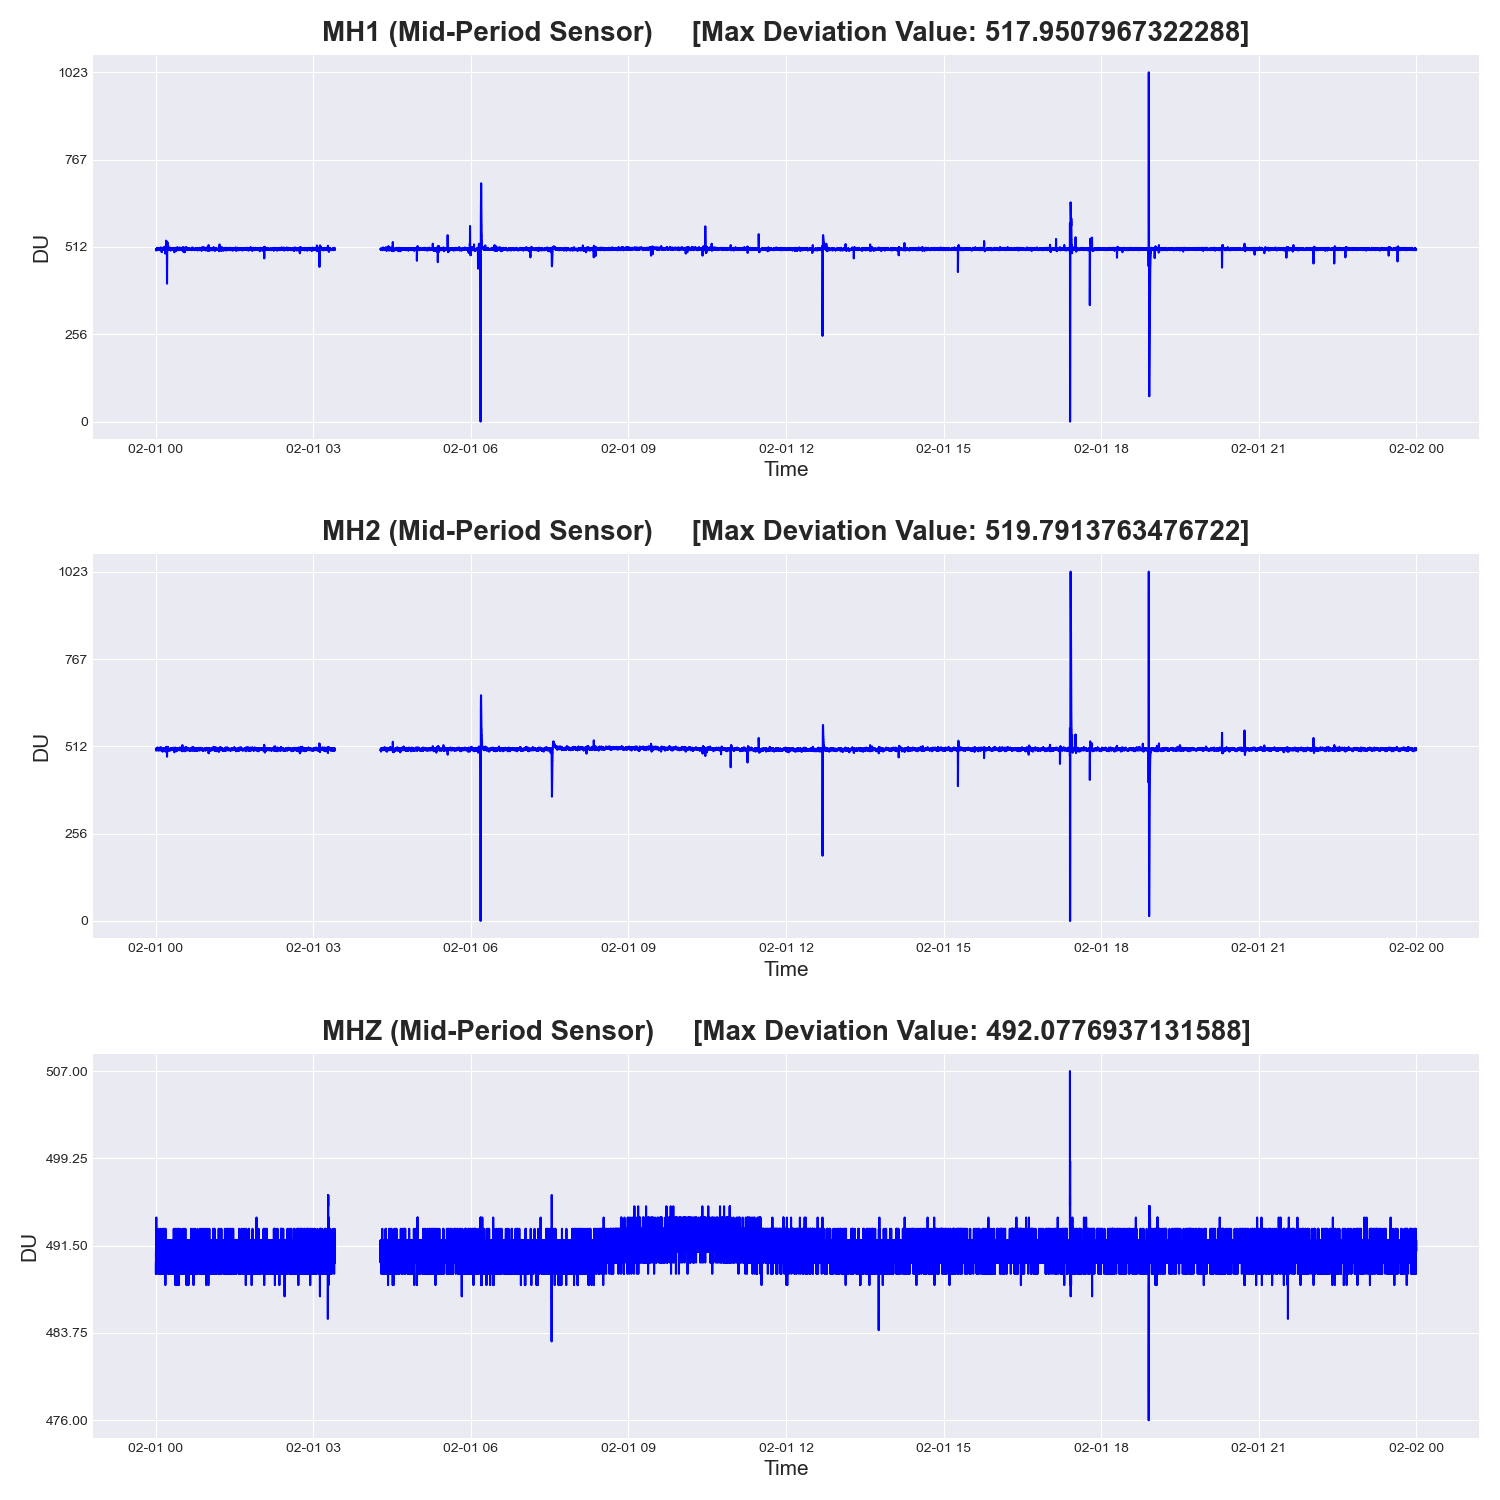 MH1 (Mid-Period Sensor) [Max Deviation Value: 517.9507967322288]
1023
767
512
256
0
DU
02-01 00 02-01 03 02-01 06 02-01 09 02-01 12 02-01 15 02-01 18 02-01 21 02-02 00
Time
MH2 (Mid-Period Sensor) [Max Deviation Value: 519.7913763476722]
1023
767
512
256
0
DU
02-01 00 02-01 03 02-01 06 02-01 09 02-01 12 02-01 15 02-01 18 02-01 21 02-02 00
Time
MHZ (Mid-Period Sensor) [Max Deviation Value: 492.0776937131588]
507.00
499.25
491.50
483.75
476.00
DU
02-01 00 02-01 03 02-01 06 02-01 09 02-01 12 02-01 15 02-01 18 02-01 21 02-02 00
Time